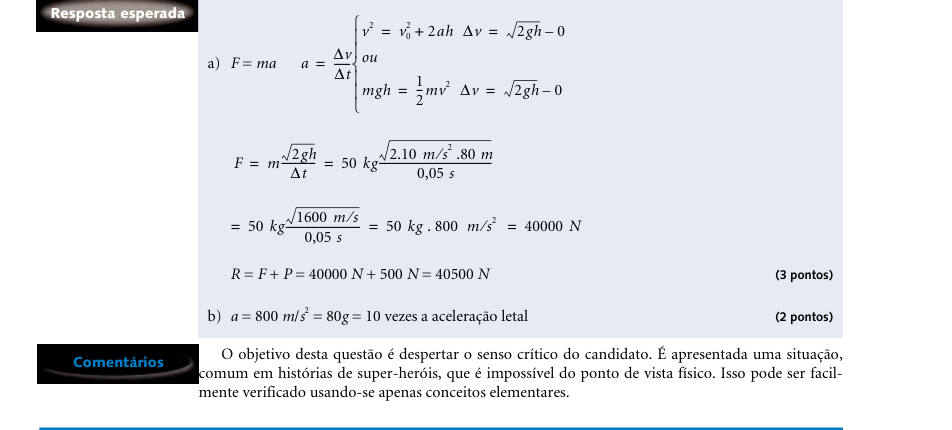 Resposta esperada
v² = v₀² + 2ah Δv = √2gh – 0
a) F = ma a = Δv/Δt { ou
mgh = 1/2 mv² Δv = √2gh – 0
F = m √2gh/Δt = 50 kg √2.10 m/s² .80 m/0,05 s
= 50 kg √1600 m/s/0,05 s = 50 kg . 800 m/s² = 40000 N
R = F + P = 40000 N + 500 N = 40500 N (3 pontos)
b) a = 800 m/s² = 80g = 10 vezes a aceleração letal (2 pontos)
Comentários
O objetivo desta questão é despertar o senso crítico do candidato. É apresentada uma situação,
comum em histórias de super-heróis, que é impossível do ponto de vista físico. Isso pode ser facil-
mente verificado usando-se apenas conceitos elementares.